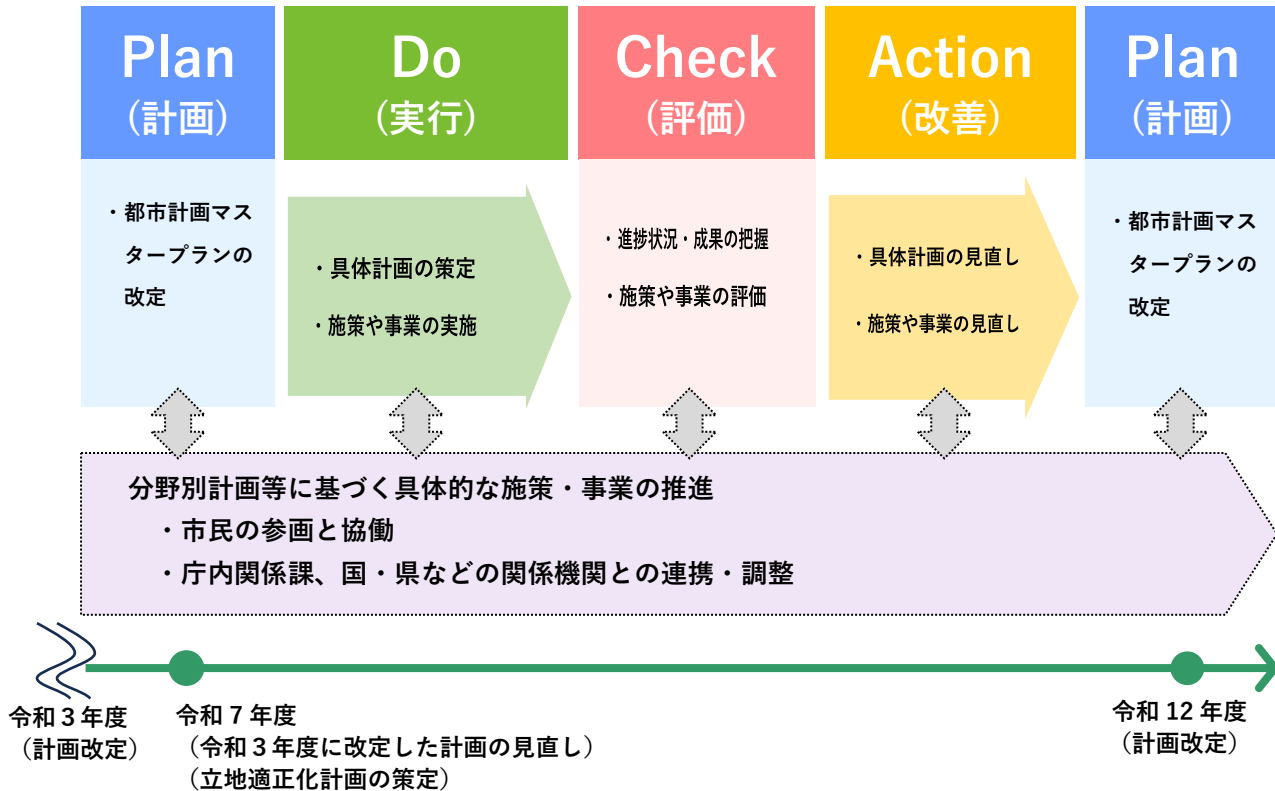 Plan
（計画）
Do
（実行）
Check
（評価）
Action
（改善）
Plan
（計画）
・都市計画マス
タープランの
改定
・具体計画の策定
・施策や事業の実施
・進捗状況・成果の把握
・施策や事業の評価
・具体計画の見直し
・施策や事業の見直し
・都市計画マス
タープランの
改定
分野別計画等に基づく具体的な施策・事業の推進
・市民の参画と協働
・庁内関係課、国・県などの関係機関との連携・調整
令和３年度
（計画改定）
令和７年度
（令和３年度に改定した計画の見直し）
（立地適正化計画の策定）
令和 12 年度
（計画改定）